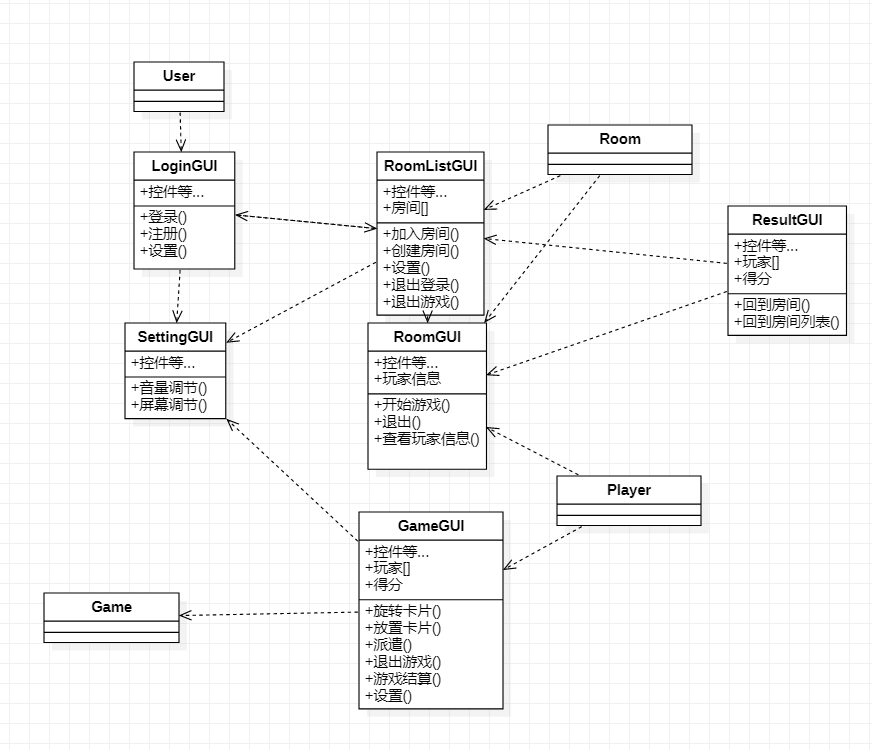 User
LoginGUI
+控件等...
+登录()
+注册()
+设置()
RoomListGUI
+控件等...
+房间[]
+加入房间()
+创建房间()
+设置()
+退出登录()
+退出游戏()
Room
ResultGUI
+控件等...
+玩家[]
+得分
+回到房间()
+回到房间列表()
SettingGUI
+控件等...
+音量调节()
+屏幕调节()
RoomGUI
+控件等...
+玩家信息
+开始游戏()
+退出()
+查看玩家信息()
Player
GameGUI
+控件等...
+玩家[]
+得分
+旋转卡片()
+放置卡片()
+派遣()
+退出游戏()
+游戏结算()
+设置()
Game